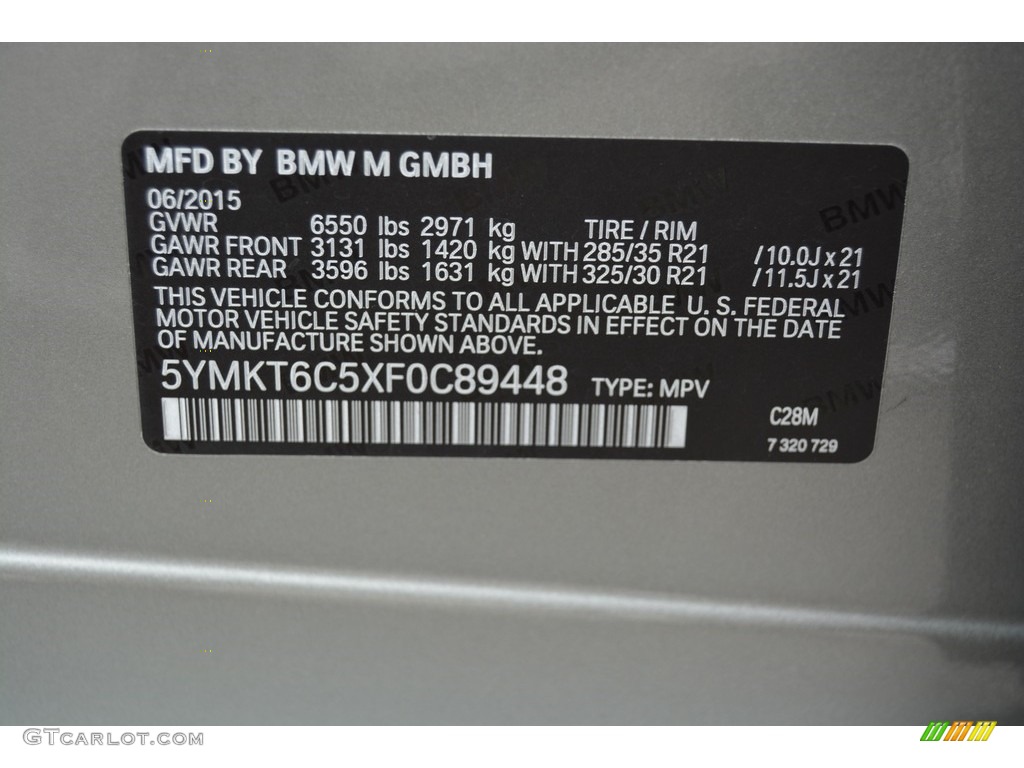 MFD BY BMW M GMBH
06/2015
GVWR 6550 lbs 2971 kg TIRE / RIM
GAWR FRONT 3131 lbs 1420 kg WITH 285/35 R21 /10.0J x 21
GAWR REAR 3596 lbs 1631 kg WITH 325/30 R21 /11.5J x 21
THIS VEHICLE CONFORMS TO ALL APPLICABLE U. S. FEDERAL
MOTOR VEHICLE SAFETY STANDARDS IN EFFECT ON THE DATE
OF MANUFACTURE SHOWN ABOVE.
5YMKT6C5XF0C89448 TYPE: MPV
C28M
7 320 729
GTCARLOT.COM